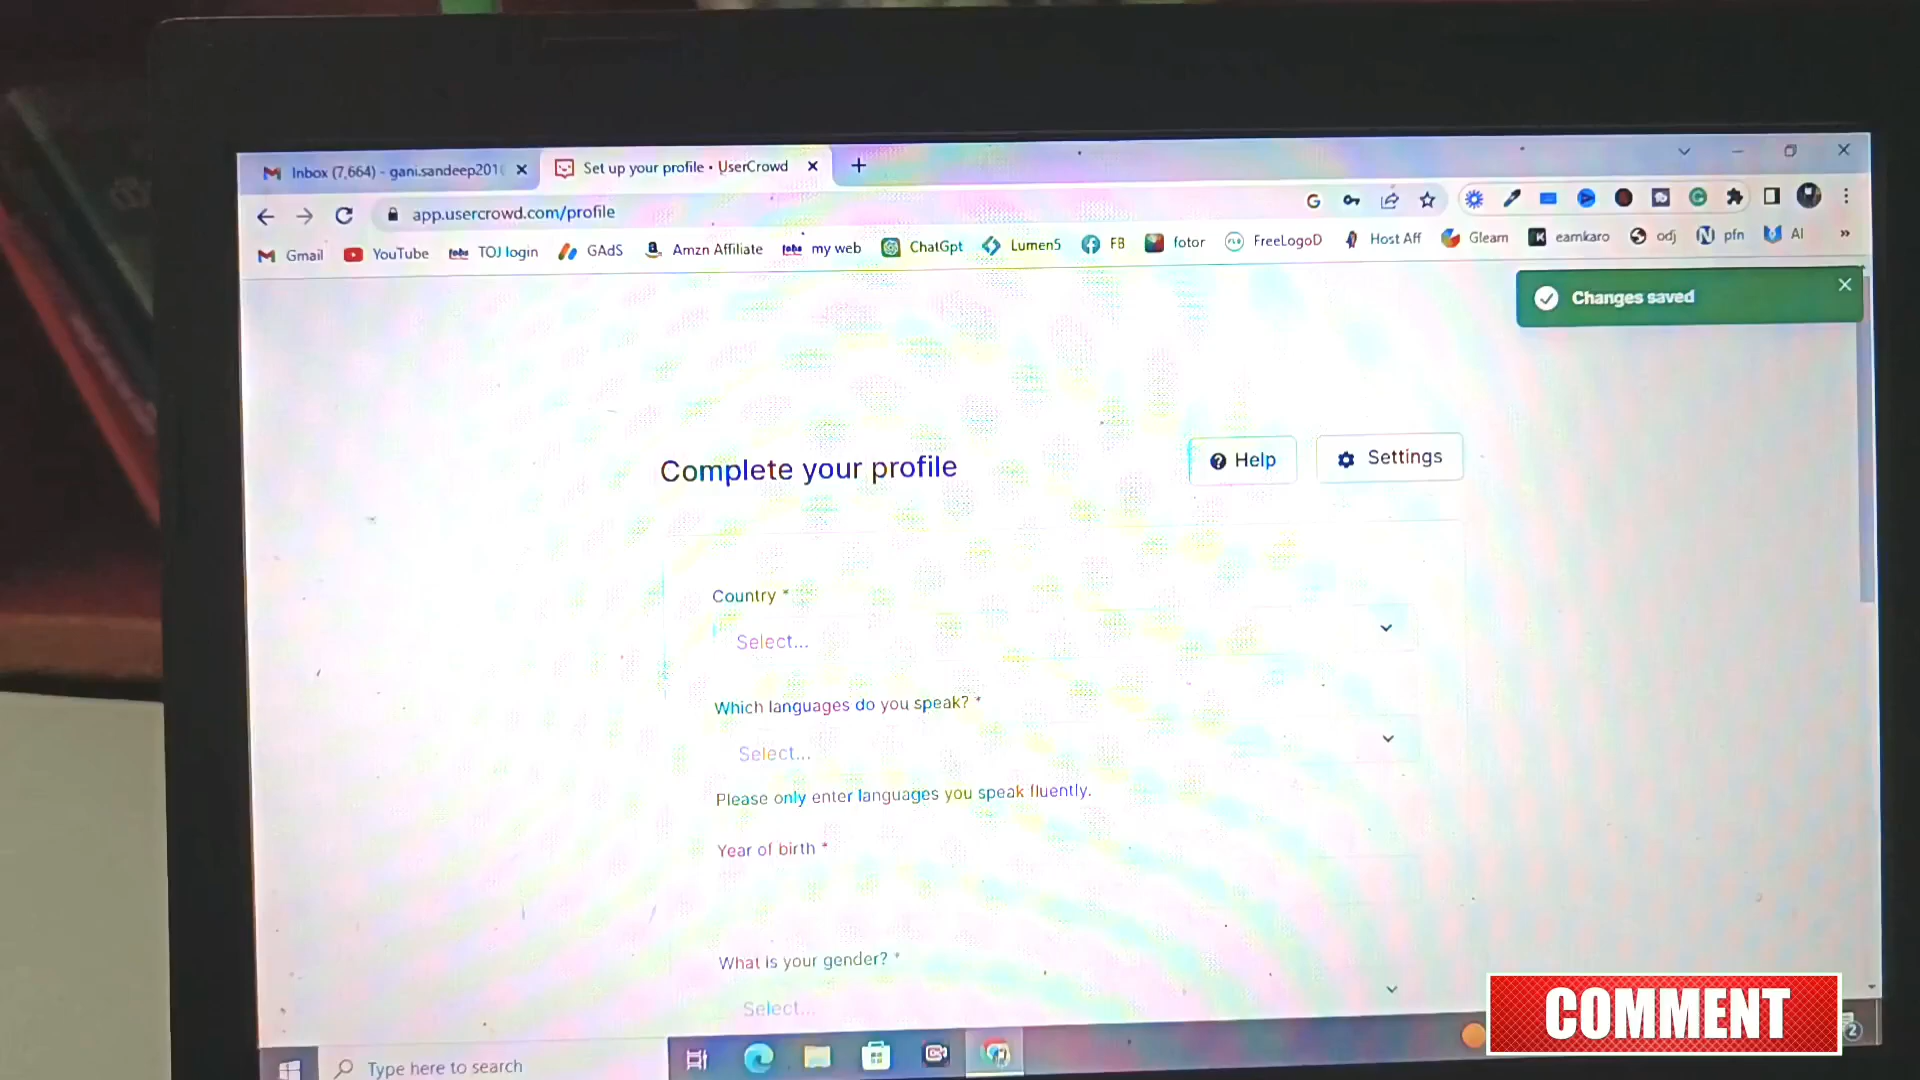 Inbox (7,664) - gani.sandeep201
Set up your profile • UserCrowd
app.usercrowd.com/profile
Gmail YouTube TOJ login GAdS Amzn Affiliate my web ChatGpt Lumen5 FB fotor FreeLogoD Host Aff Gleam earnkaro odj pfn AI »
Changes saved
Complete your profile
Help
Settings
Country *
Select...
Which languages do you speak? *
Select...
Please only enter languages you speak fluently.
Year of birth *
What is your gender? *
Select...
COMMENT
Type here to search
2